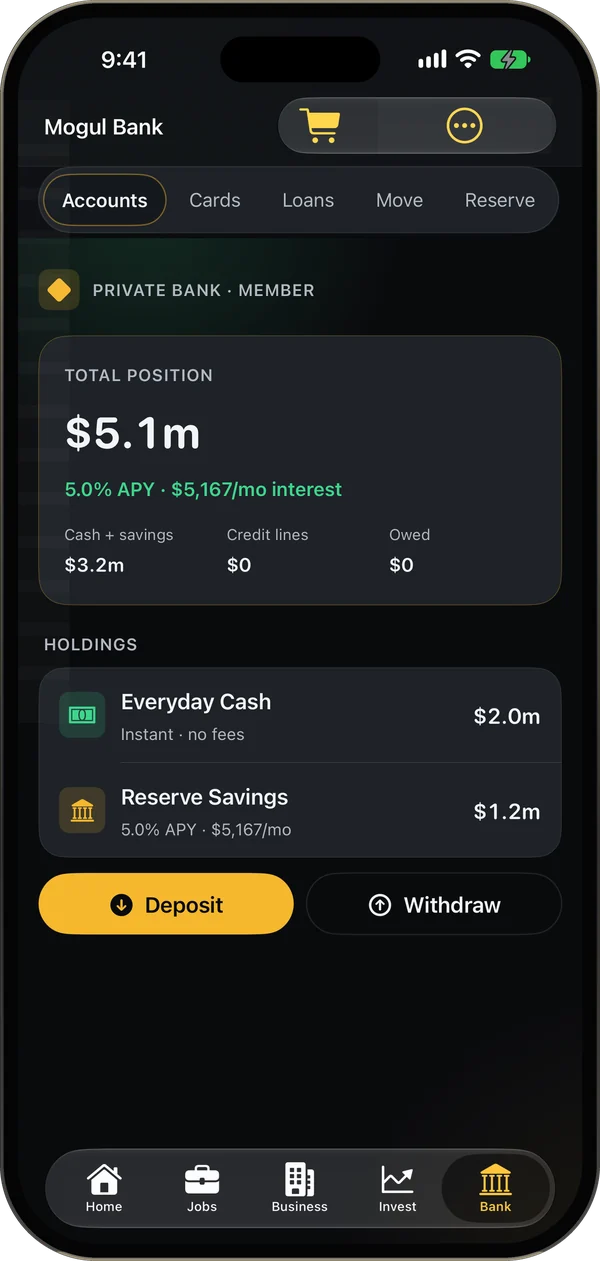 9:41
Mogul Bank
Accounts Cards Loans Move Reserve
PRIVATE BANK · MEMBER
TOTAL POSITION
$5.1m
5.0% APY · $5,167/mo interest
Cash + savings Credit lines Owed
$3.2m $0 $0
HOLDINGS
Everyday Cash
Instant · no fees
$2.0m
Reserve Savings
5.0% APY · $5,167/mo
$1.2m
Deposit Withdraw
Home Jobs Business Invest Bank